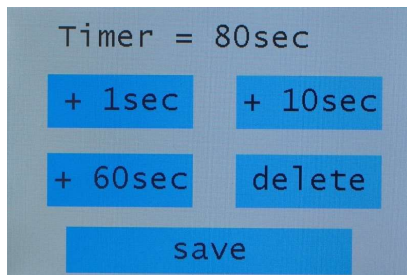 Timer = 80sec
+ 1sec + 10sec
+ 60sec delete
save